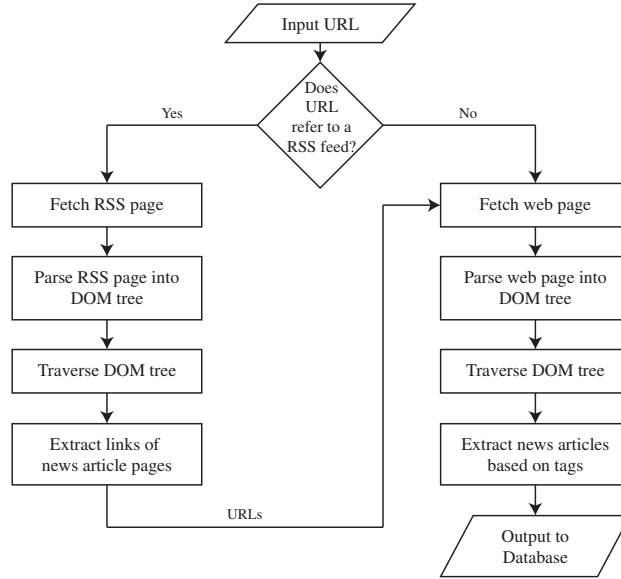 Input URL
Does
URL
refer to a
RSS feed?
Yes
No
Fetch RSS page
Parse RSS page into
DOM tree
Traverse DOM tree
Extract links of
news article pages
URLs
Fetch web page
Parse web page into
DOM tree
Traverse DOM tree
Extract news articles
based on tags
Output to
Database